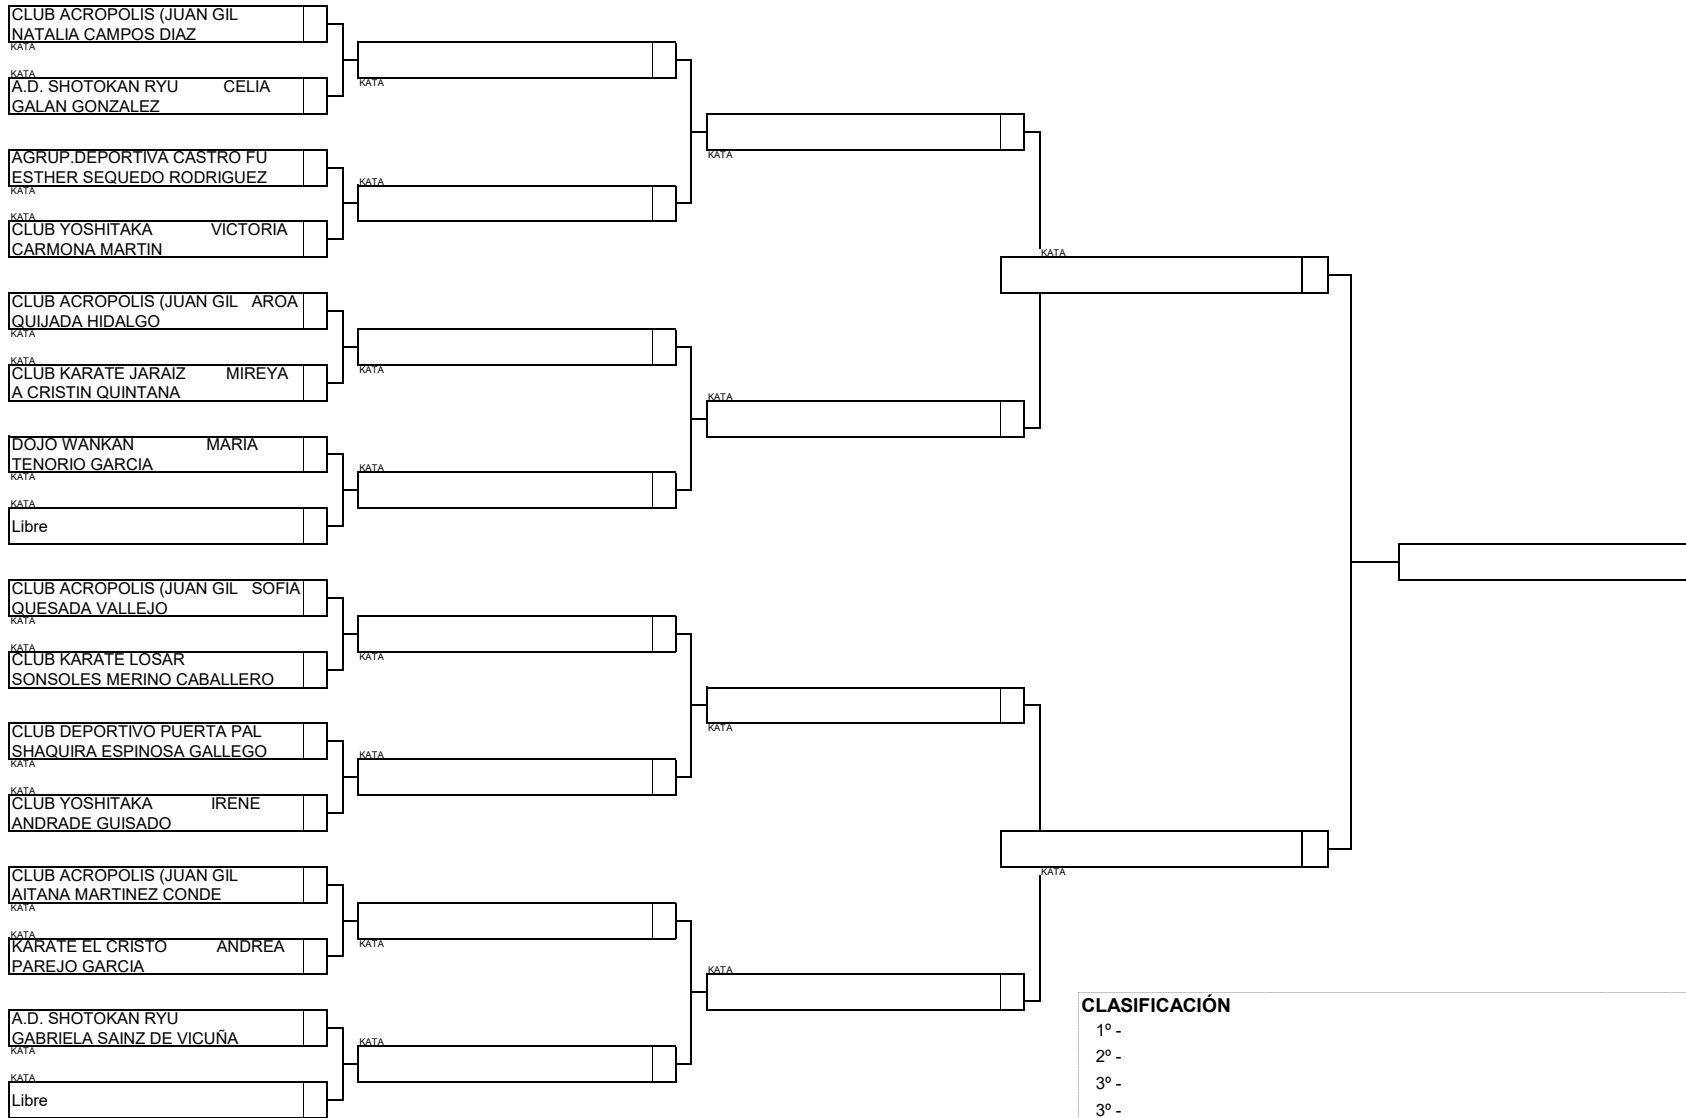 CLUB ACROPOLIS (JUAN GIL
NATALIA CAMPOS DIAZ
KATA
KATA
A.D. SHOTOKAN RYU CELIA
GALAN GONZALEZ
AGRUP.DEPORTIVA CASTRO FU
ESTHER SEQUEDO RODRIGUEZ
KATA
KATA
CLUB YOSHITAKA VICTORIA
CARMONA MARTIN
CLUB ACROPOLIS (JUAN GIL AROA
QUIJADA HIDALGO
KATA
KATA
CLUB KARATE JARAIZ MIREYA
A CRISTIN QUINTANA
DOJO WANKAN MARIA
TENORIO GARCIA
KATA
KATA
Libre
CLUB ACROPOLIS (JUAN GIL SOFIA
QUESADA VALLEJO
KATA
KATA
CLUB KARATE LOSAR
SONSOLES MERINO CABALLERO
CLUB DEPORTIVO PUERTA PAL
SHAQUIRA ESPINOSA GALLEGO
KATA
KATA
CLUB YOSHITAKA IRENE
ANDRADE GUISADO
CLUB ACROPOLIS (JUAN GIL
AITANA MARTINEZ CONDE
KATA
KATA
KARATE EL CRISTO ANDREA
PAREJO GARCIA
A.D. SHOTOKAN RYU
GABRIELA SAINZ DE VICUÑA
KATA
KATA
Libre
KATA
KATA
KATA
KATA
KATA
KATA
KATA
KATA
KATA
KATA
KATA
KATA
KATA
KATA
CLASIFICACIÓN
1º -
2º -
3º -
3º -